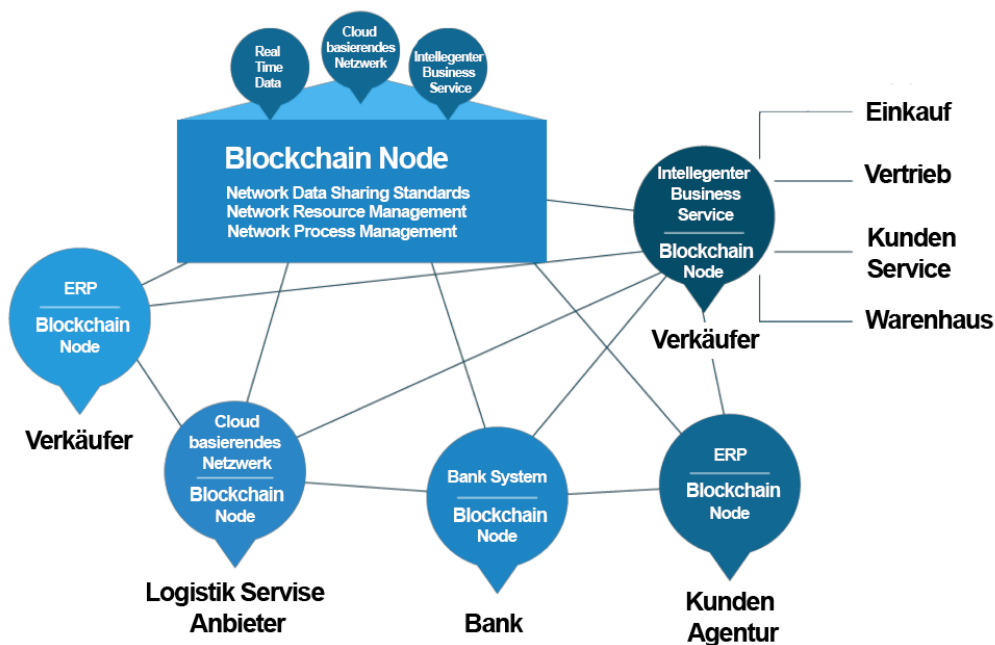 Real
Time
Data
Cloud
basierendes
Netzwerk
Intellegenter
Business
Service
Blockchain Node
Network Data Sharing Standards
Network Resource Management
Network Process Management
Intellegenter
Business
Service
Blockchain
Node
Verkäufer
Einkauf
Vertrieb
Kunden
Service
Warenhaus
ERP
Blockchain
Node
Verkäufer
Cloud
basierendes
Netzwerk
Blockchain
Node
Logistik Servise
Anbieter
Bank System
Blockchain
Node
Bank
ERP
Blockchain
Node
Kunden
Agentur